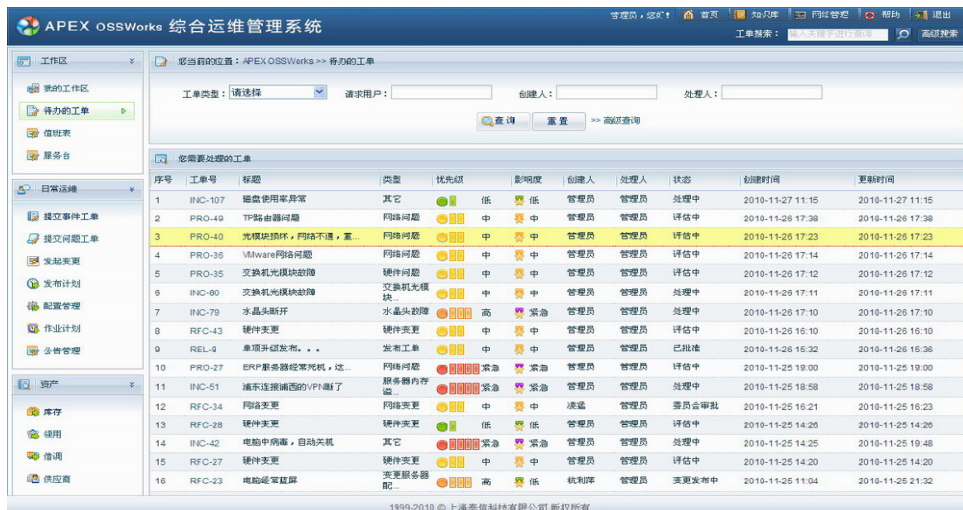 APEX OSSWorks 综合运维管理系统
管理员，您好！ 首页 知识库 网络管理 帮助 退出
工单搜索： 输入关键字进行查询 高级搜索
工作区
我的工作区
待办的工单
值班表
服务台
日常运维
提交事件工单
提交问题工单
发起变更
发布计划
配置管理
作业计划
公告管理
资产
库存
领用
借调
供应商
您当前的位置：APEX OSSWorks >> 待办的工单
工单类型： 请选择 请求用户： 创建人： 处理人：
查询 重置 >> 高级查询
您需要处理的工单
序号 工单号 标题 类型 优先级 影响度 创建人 处理人 状态 创建时间 更新时间
1 INC-107 磁盘使用率异常 其它 低 低 管理员 管理员 处理中 2010-11-27 11:15 2010-11-27 11:15
2 PRO-49 TP路由器问题 网络问题 中 中 管理员 管理员 评估中 2010-11-26 17:38 2010-11-26 17:38
3 PRO-40 光模块损坏，网络不通，重... 网络问题 中 中 管理员 管理员 评估中 2010-11-26 17:23 2010-11-26 17:23
4 PRO-36 VMware网络问题 网络问题 中 中 管理员 管理员 评估中 2010-11-26 17:14 2010-11-26 17:14
5 PRO-35 交换机光模块故障 硬件问题 中 中 管理员 管理员 评估中 2010-11-26 17:12 2010-11-26 17:12
6 INC-80 交换机光模块故障 交换机光模块... 中 中 管理员 管理员 处理中 2010-11-26 17:11 2010-11-26 17:11
7 INC-79 水晶头断开 水晶头故障 高 紧急 管理员 管理员 处理中 2010-11-26 17:10 2010-11-26 17:10
8 RFC-43 硬件变更 硬件变更 中 中 管理员 管理员 评估中 2010-11-26 16:10 2010-11-26 16:10
9 REL-9 单项升级发布... 发布工单 中 中 管理员 管理员 已批准 2010-11-26 15:32 2010-11-26 15:36
10 PRO-27 ERP服务器经常死机，这... 网络问题 紧急 紧急 管理员 管理员 评估中 2010-11-25 19:00 2010-11-25 19:00
11 INC-51 浦东连接浦西的VPN断了 服务器内存溢... 紧急 紧急 管理员 管理员 处理中 2010-11-25 18:58 2010-11-25 18:58
12 RFC-34 网络变更 网络变更 中 中 凌猛 管理员 委员会审批 2010-11-25 16:21 2010-11-25 16:23
13 RFC-28 硬件变更 硬件变更 低 低 管理员 管理员 评估中 2010-11-25 14:26 2010-11-25 14:26
14 INC-42 电脑中病毒，自动关机 其它 紧急 紧急 管理员 管理员 处理中 2010-11-25 14:25 2010-11-25 19:48
15 RFC-27 硬件变更 硬件变更 中 中 管理员 管理员 评估中 2010-11-25 14:20 2010-11-25 14:20
16 RFC-23 电脑经常蓝屏 变更服务器配... 高 低 杭利萍 管理员 变更发布中 2010-11-25 11:04 2010-11-25 21:32
1999-2010 © 上海泰信科技有限公司 版权所有